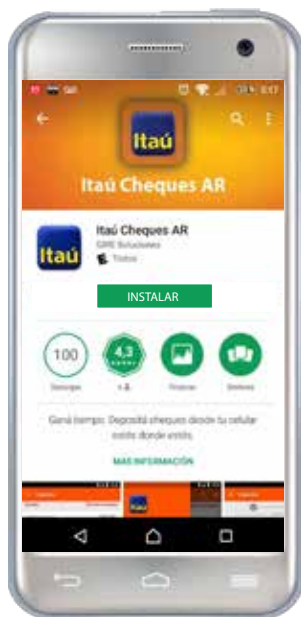 Itaú
Itaú Cheques AR
Itaú
Itaú Cheques AR
GIRE Soluciones
Todos
INSTALAR
100
4,3
Descargas
Finanzas
Similares
Ganá tiempo. Depositá cheques desde tu celular
estés donde estés.
MÁS INFORMACIÓN
Itaú